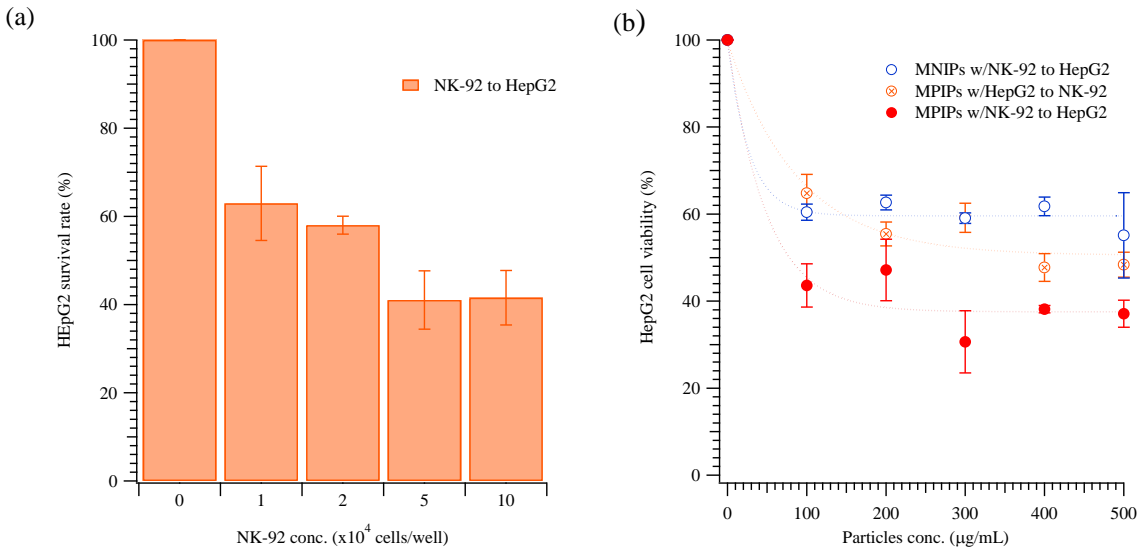 (a)
100
80
60
40
20
0
HEpG2 survival rate (%)
NK-92 to HepG2
0 1 2 5 10
NK-92 conc. (x10⁴ cells/well)
(b)
100
80
60
40
20
0
HepG2 cell viability (%)
MNIPs w/NK-92 to HepG2
MPIPs w/HepG2 to NK-92
MPIPs w/NK-92 to HepG2
0 100 200 300 400 500
Particles conc. (µg/mL)